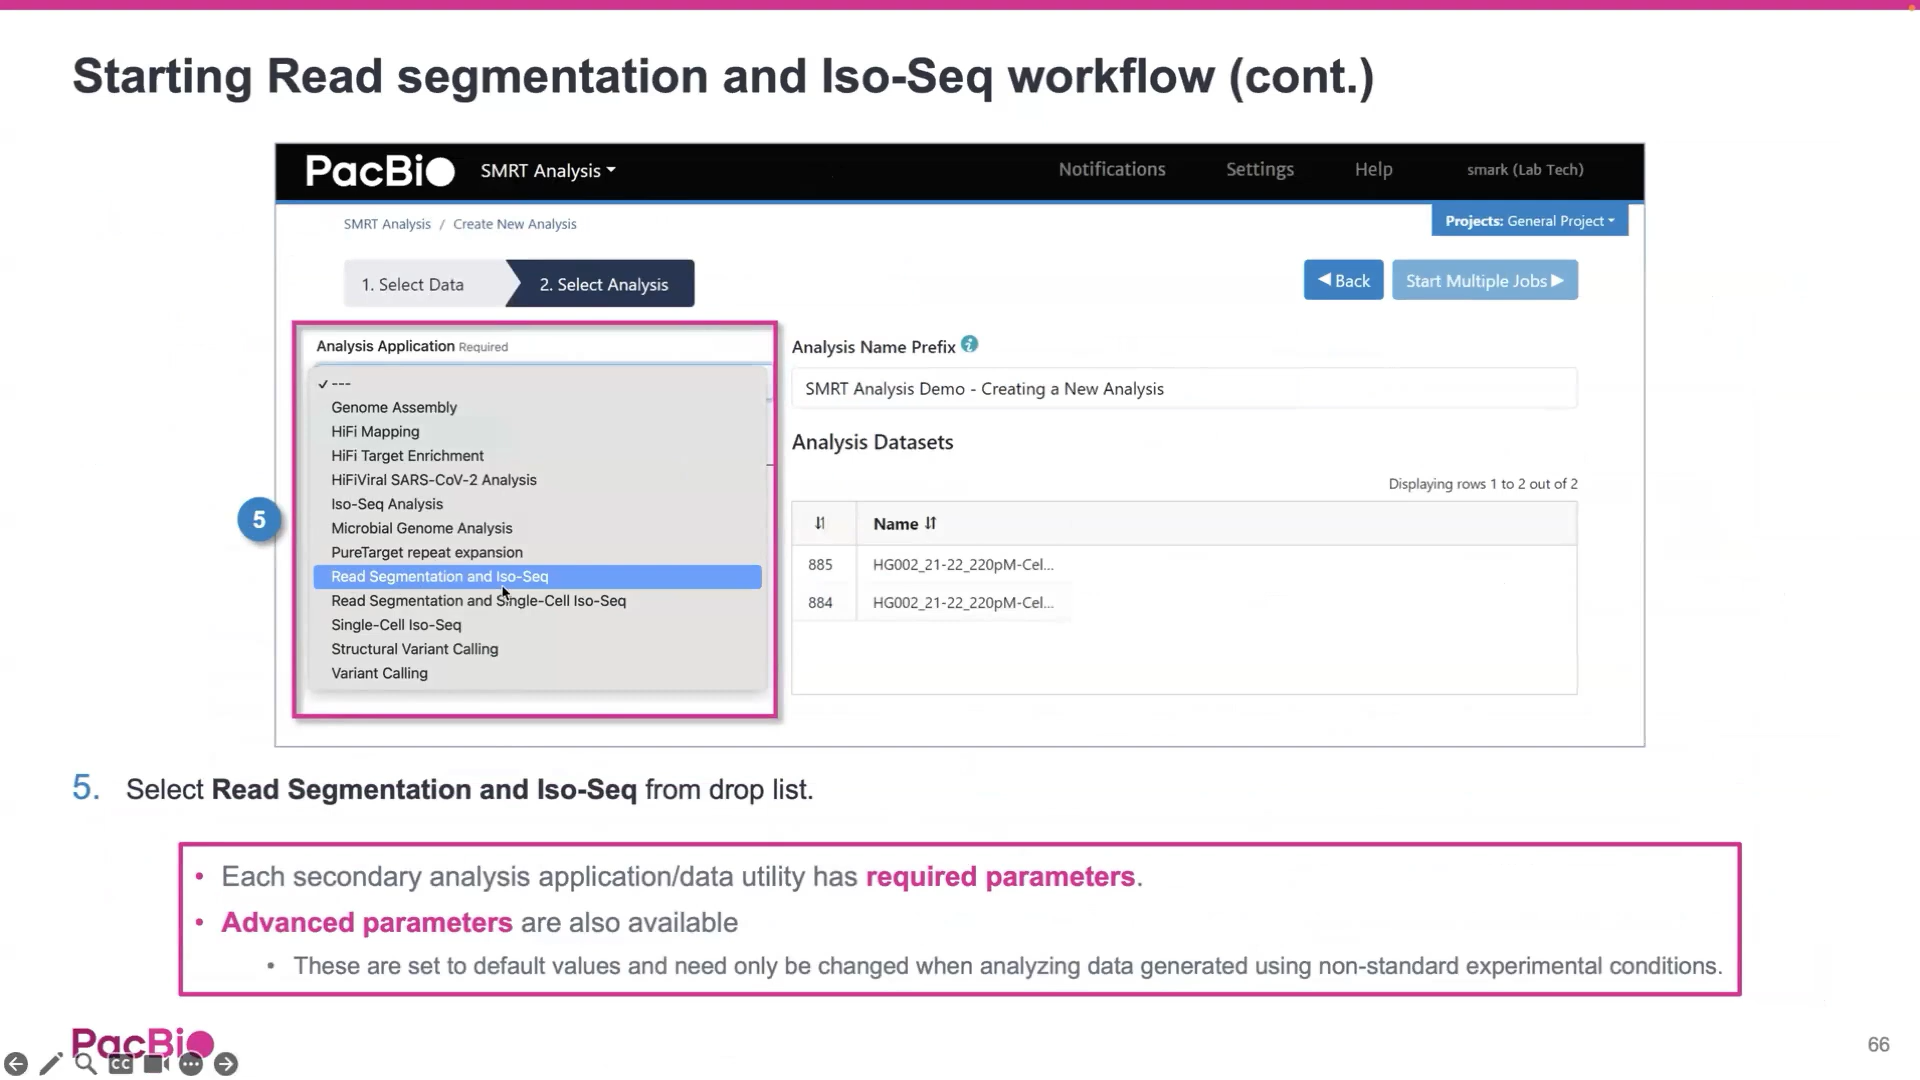 Starting Read segmentation and Iso-Seq workflow (cont.)
PacBio SMRT Analysis Notifications Settings Help smark (Lab Tech)
SMRT Analysis / Create New Analysis Projects: General Project
1. Select Data 2. Select Analysis Back Start Multiple Jobs
Analysis Application Required
✓ ---
Genome Assembly
HiFi Mapping
HiFi Target Enrichment
HiFiViral SARS-CoV-2 Analysis
Iso-Seq Analysis
Microbial Genome Analysis
PureTarget repeat expansion
Read Segmentation and Iso-Seq
Read Segmentation and Single-Cell Iso-Seq
Single-Cell Iso-Seq
Structural Variant Calling
Variant Calling
5
Analysis Name Prefix i
SMRT Analysis Demo - Creating a New Analysis
Analysis Datasets
Displaying rows 1 to 2 out of 2
Name
885 HG002_21-22_220pM-Cel...
884 HG002_21-22_220pM-Cel...
5. Select Read Segmentation and Iso-Seq from drop list.
• Each secondary analysis application/data utility has required parameters.
• Advanced parameters are also available
• These are set to default values and need only be changed when analyzing data generated using non-standard experimental conditions.
PacBio
CC
66